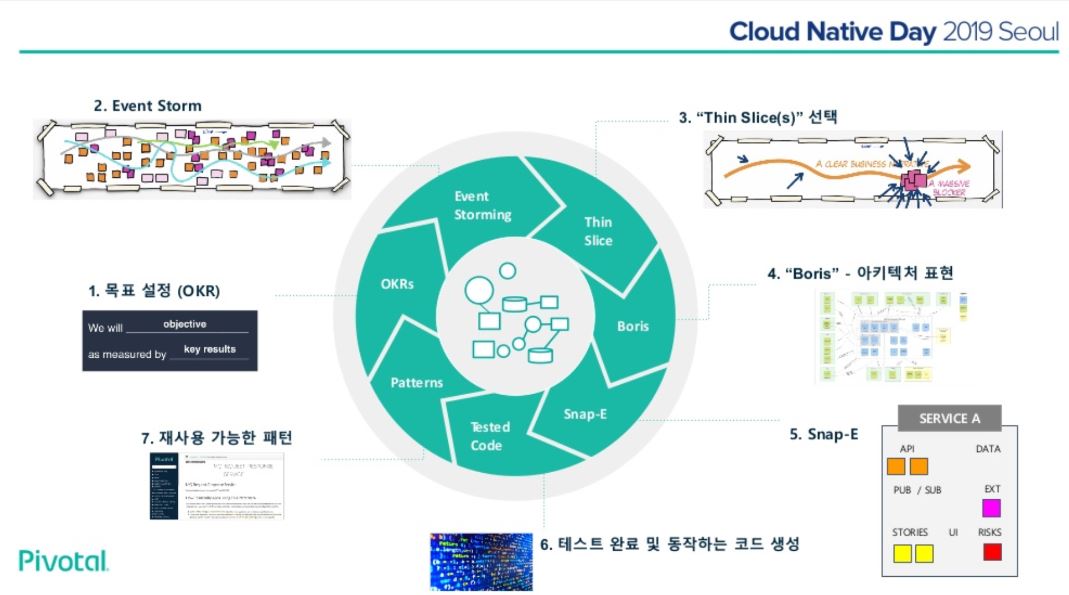 Cloud Native Day 2019 Seoul
2. Event Storm
3. “Thin Slice(s)” 선택
A CLEAR BUSINESS
A MASSIVE
BLOCKER
Event
Storming
Thin
Slice
OKRs
Boris
Patterns
Snap-E
Tested
Code
1. 목표 설정 (OKR)
We will objective
as measured by key results
4. “Boris” - 아키텍처 표현
7. 재사용 가능한 패턴
Pivotal
5. Snap-E
SERVICE A
API DATA
PUB / SUB EXT
STORIES UI RISKS
6. 테스트 완료 및 동작하는 코드 생성
Pivotal